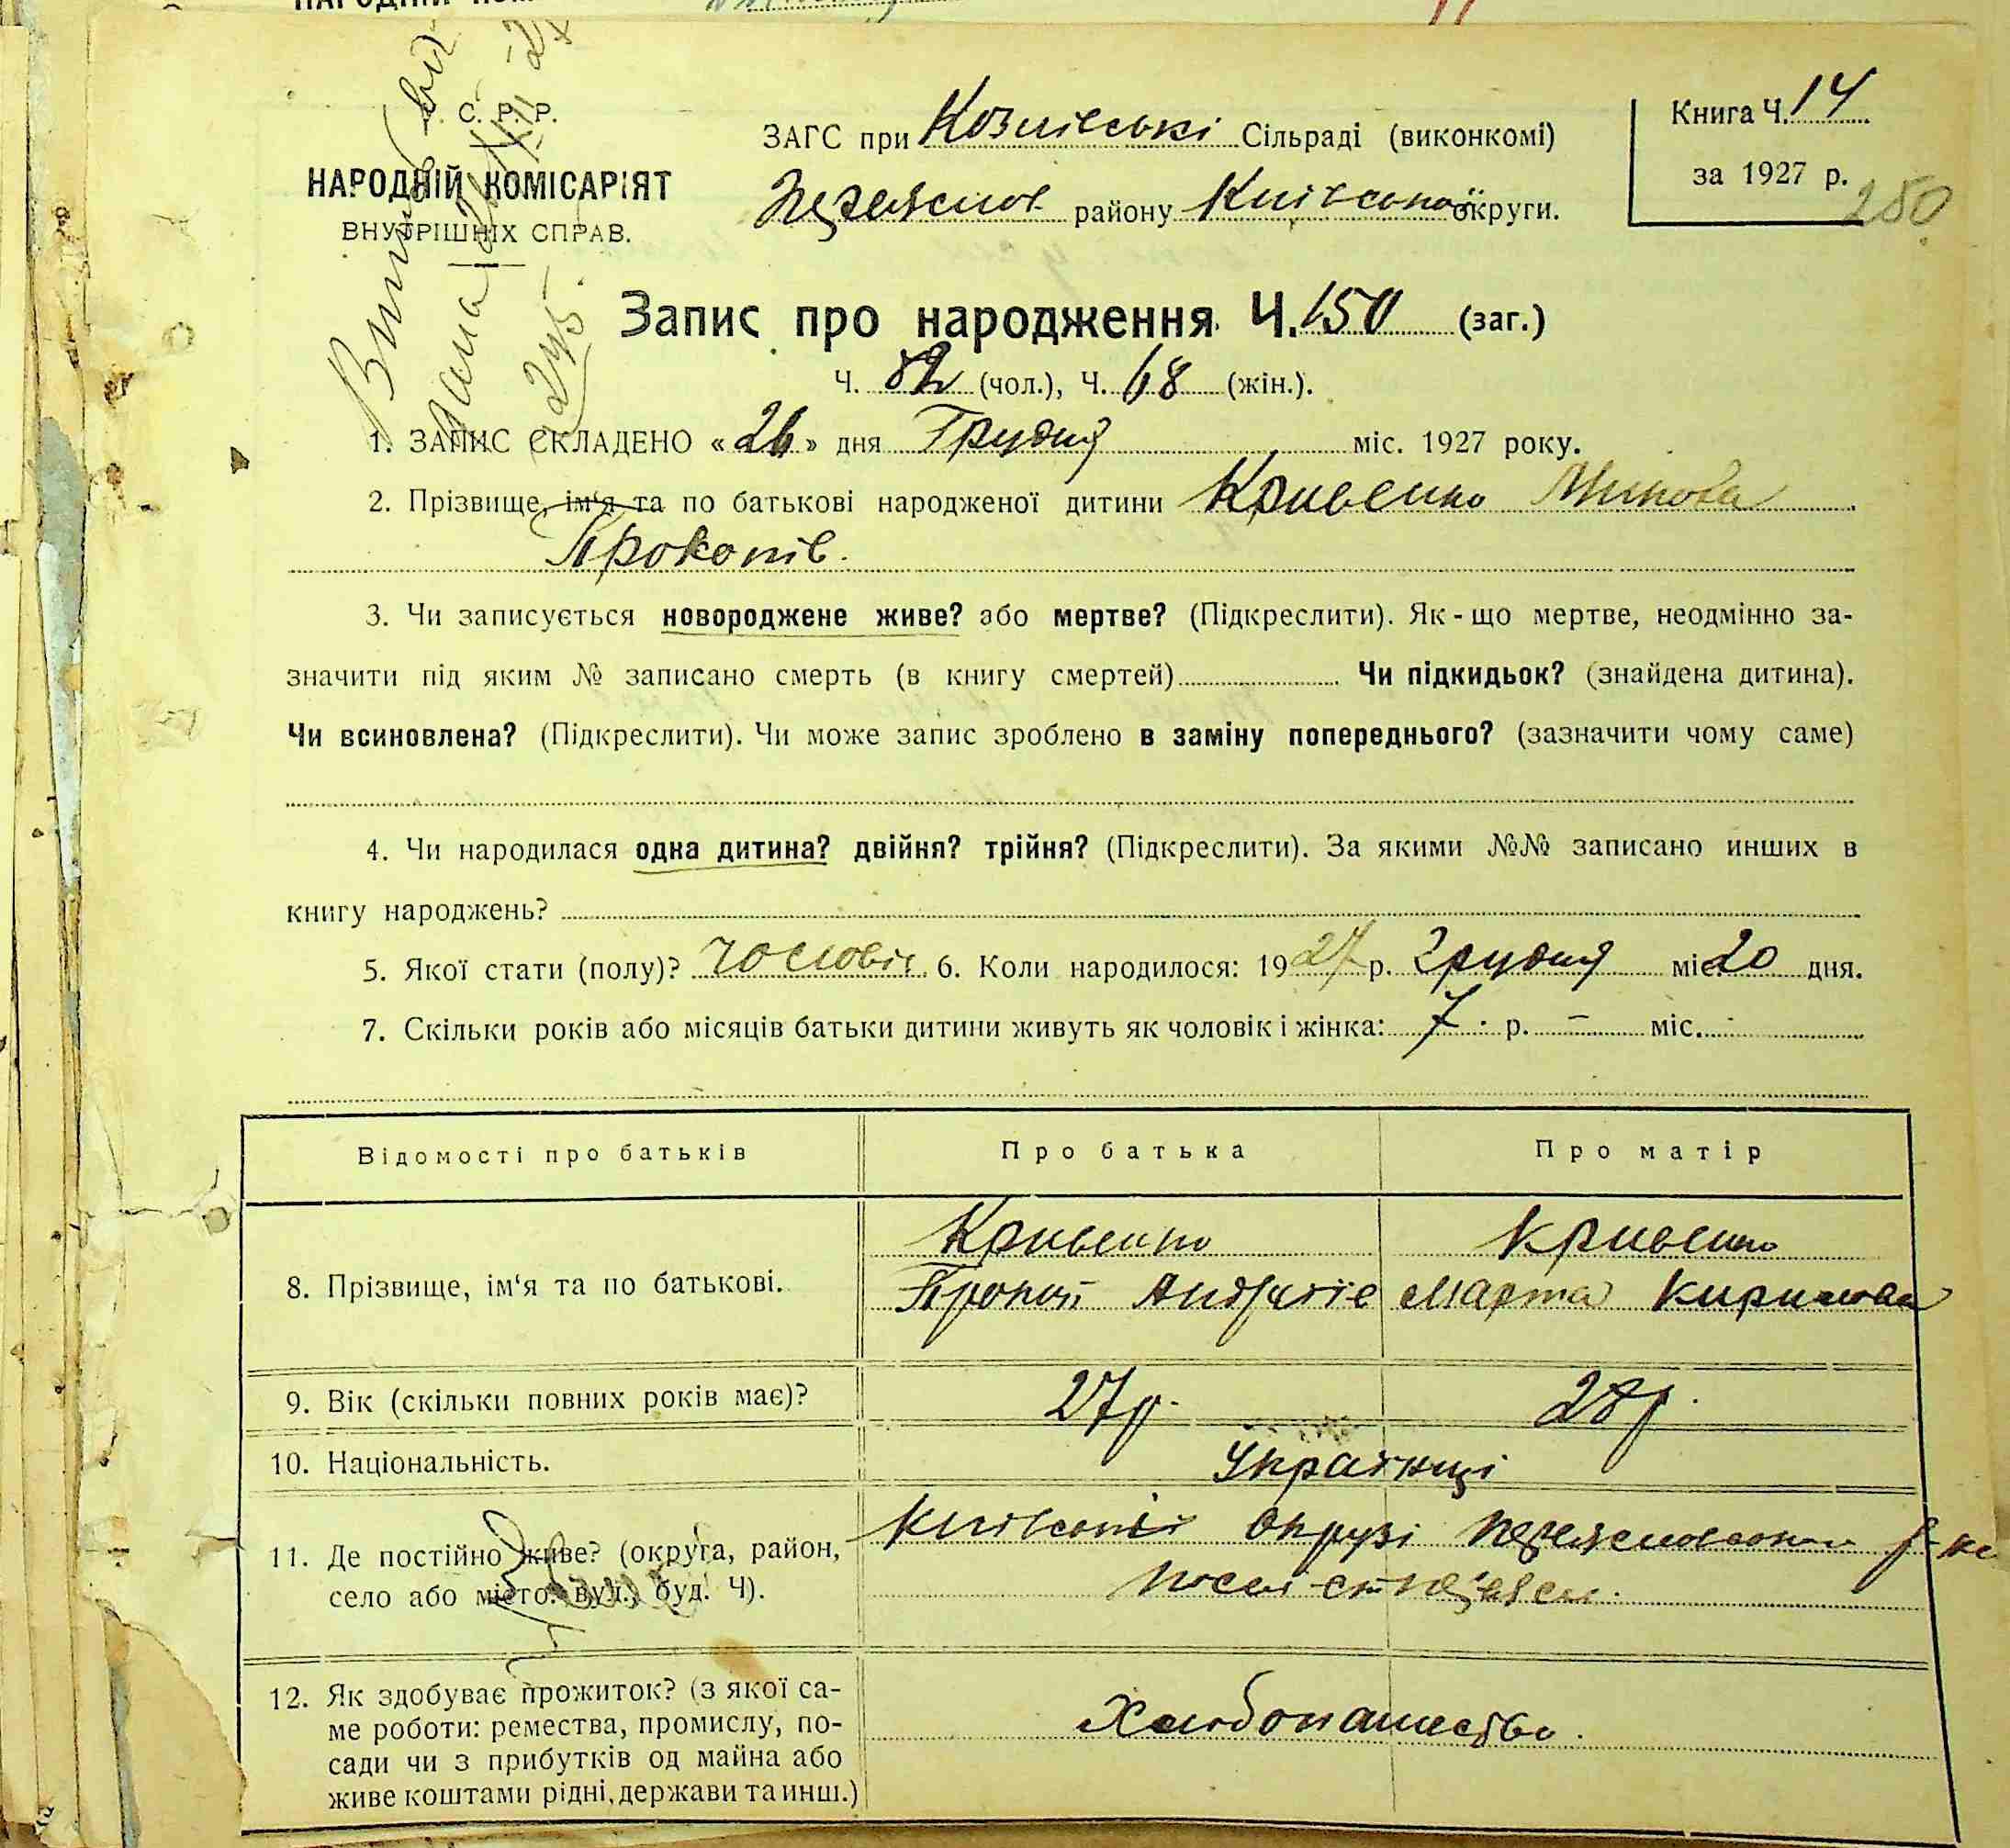 С. Р. Р.
НАРОДНІЙ КОМІСАРІЯТ
ВНУТРІШНІХ СПРАВ.
ЗАГС при Сільраді (виконкомі)
району Київської округи.
Книга Ч. 14
за 1927 р.
250
245
Запис про народження Ч. 150 (заг.)
Ч. 82 (чол.), Ч. 68 (жін.).
1. ЗАПИС СКЛАДЕНО « 26 » дня Грудня міс. 1927 року.
2. Прізвище, ім'я та по батькові народженої дитини Кривенко Микола
Прокопів.
3. Чи записується новороджене живе? або мертве? (Підкреслити). Як-що мертве, неодмінно за-
значити під яким № записано смерть (в книгу смертей) Чи підкидьок? (знайдена дитина).
Чи всиновлена? (Підкреслити). Чи може запис зроблено в заміну попереднього? (зазначити чому саме)
4. Чи народилася одна дитина? двійня? трійня? (Підкреслити). За якими №№ записано инших в
книгу народжень?
5. Якої стати (полу)? 6. Коли народилося: 1927 р. Грудня міс. 20 дня.
7. Скільки років або місяців батьки дитини живуть як чоловік і жінка: 7 р. – міс. -
Відомості про батьків Про батька Про матір
8. Прізвище, ім'я та по батькові.
Кривенко Кривенко
Прокоп Андріїв Марта Кирилова
9. Вік (скільки повних років має)? 27 р. 28 р.
10. Національність. Українці
11. Де постійно живе? (округа, район,
село або місто. вул., буд. Ч).
Округі
12. Як здобуває прожиток? (з якої са-
ме роботи: ремества, промислу, по-
сади чи з прибутків од майна або
живе коштами рідні, держави та инш.)
Хлібопашество.